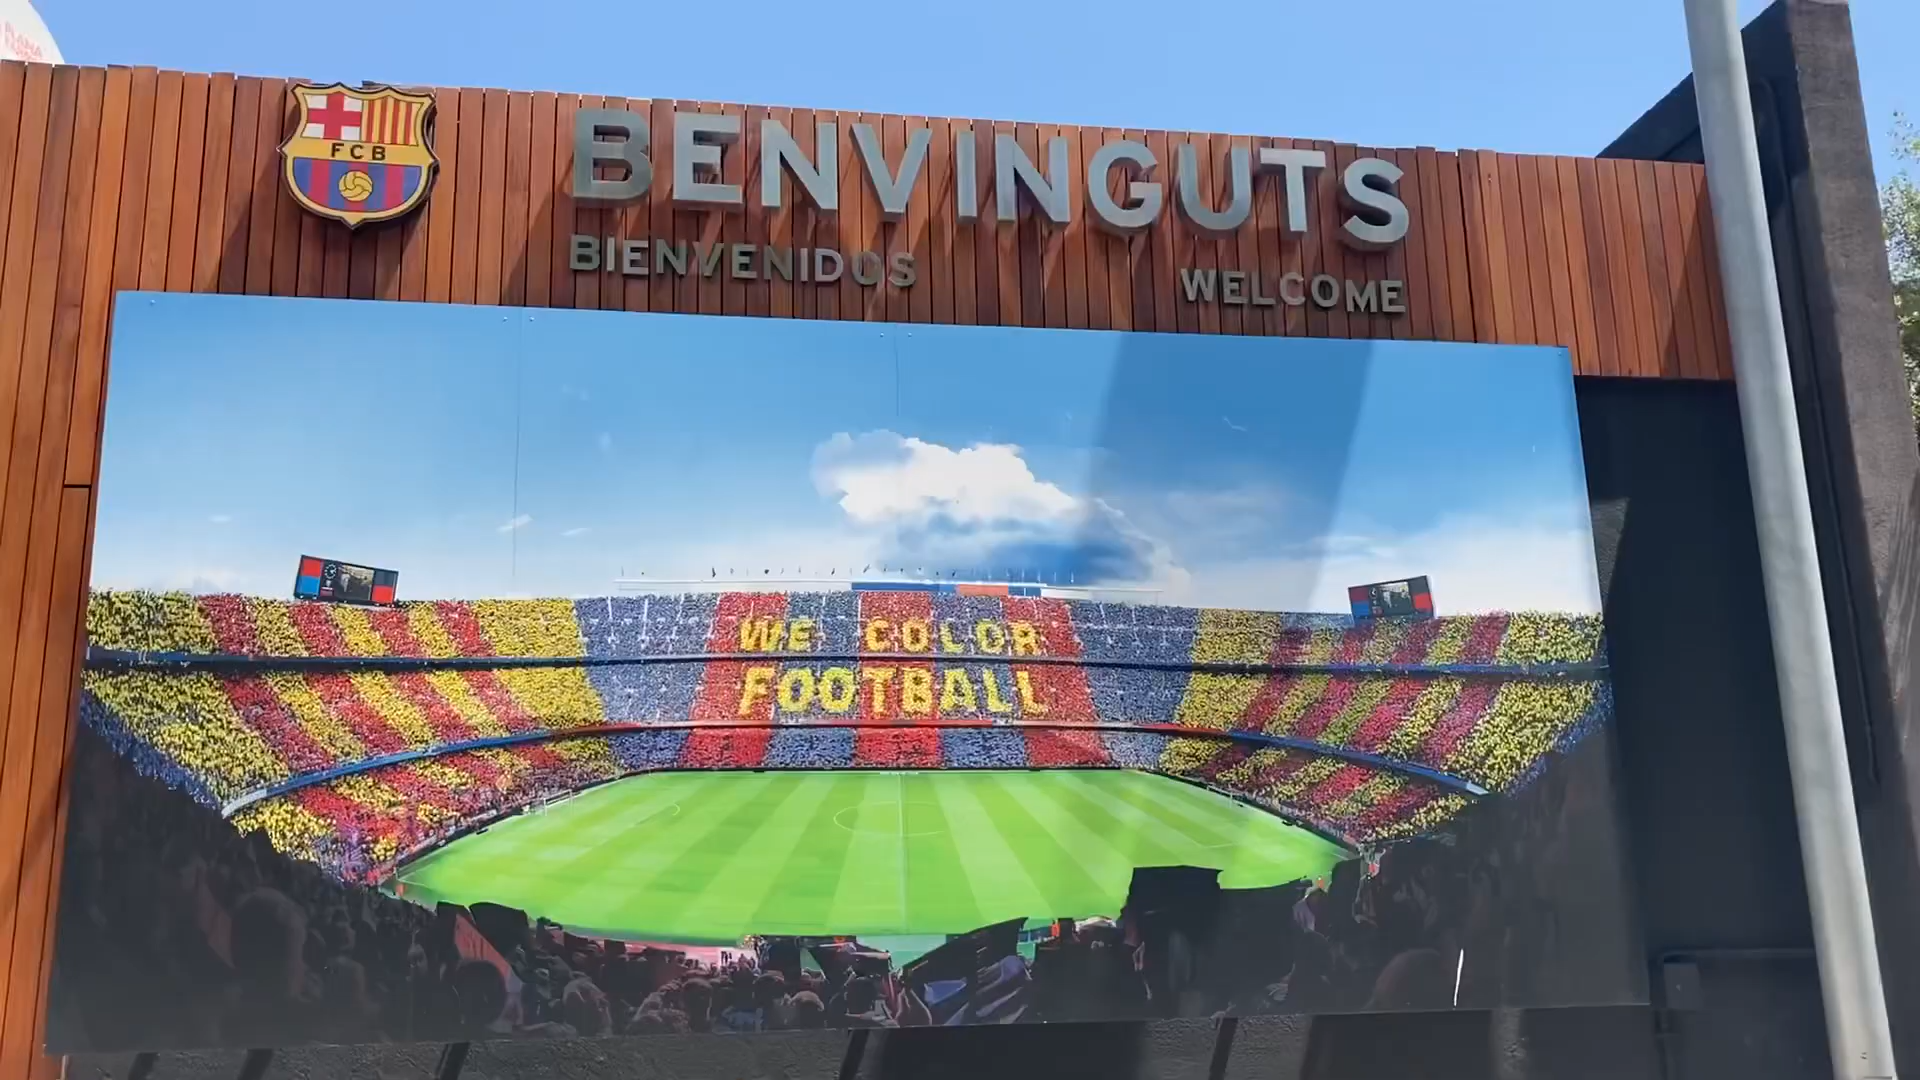 FCB
BENVINGUTS
BIENVENIDOS
WELCOME
WE COLOR
FOOTBALL